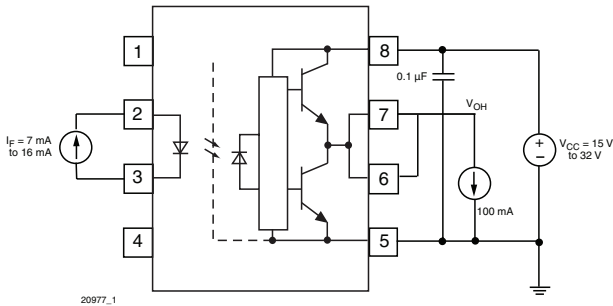 1
8
0.1 µF
2
7
V_OH
I_F = 7 mA
to 16 mA
+
–
V_CC = 15 V
to 32 V
3
6
100 mA
4
5
20977_1